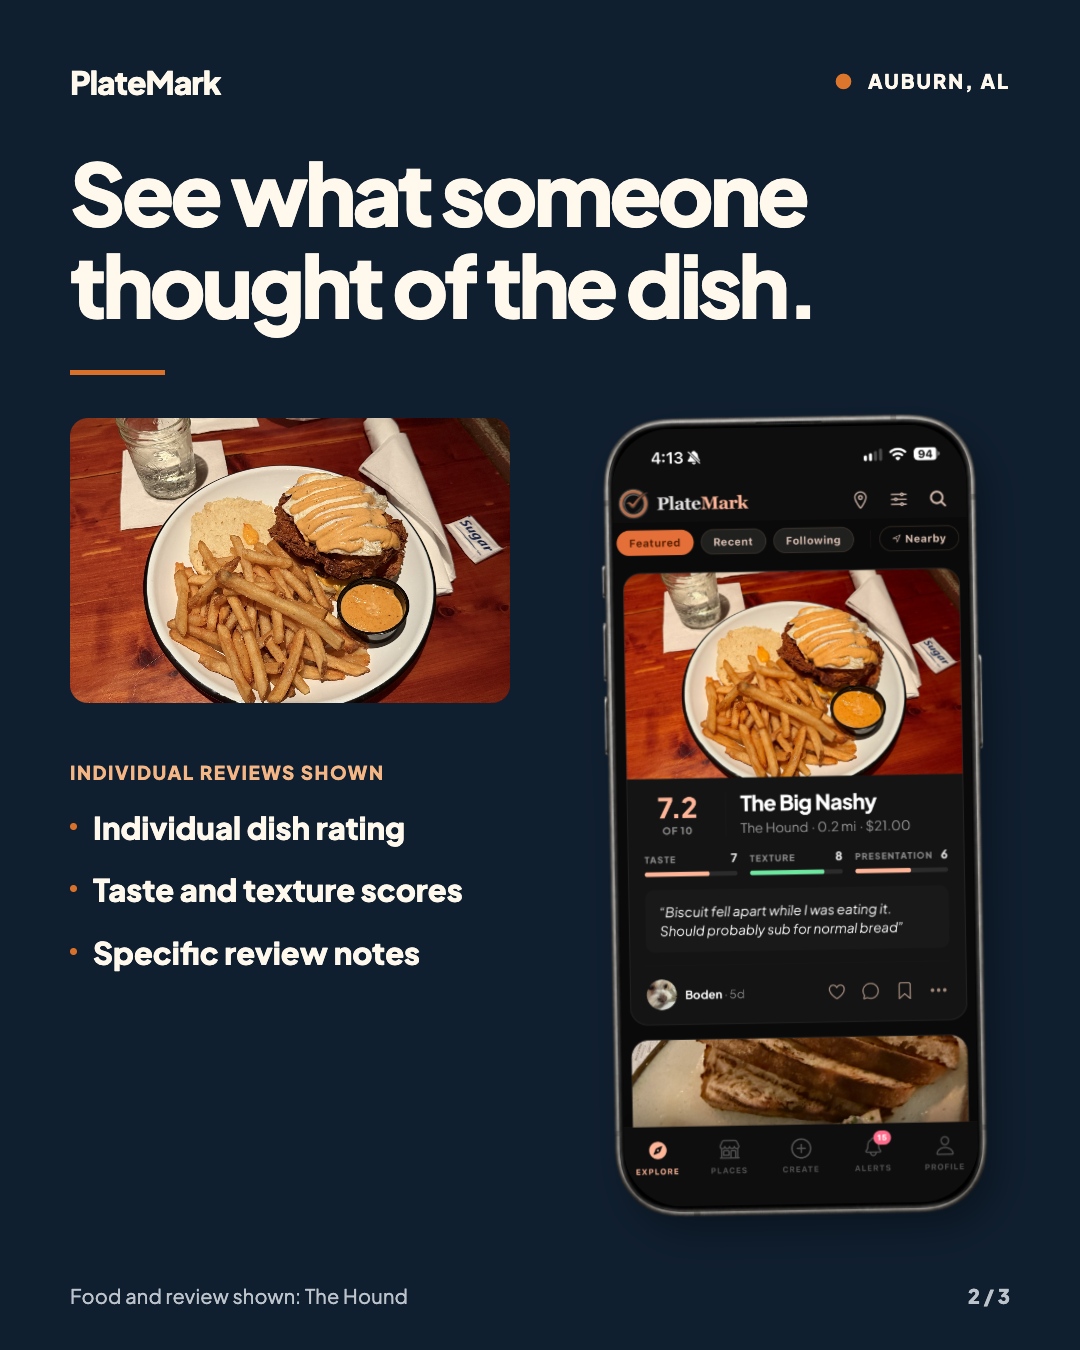 PlateMark
AUBURN, AL
See what someone
thought of the dish.
Sugar
INDIVIDUAL REVIEWS SHOWN
• Individual dish rating
• Taste and texture scores
• Specific review notes
4:13
94
PlateMark
Featured
Recent
Following
Nearby
Sugar
7.2
OF 10
The Big Nashy
The Hound · 0.2 mi · $21.00
TASTE 7
TEXTURE 8
PRESENTATION 6
“Biscuit fell apart while I was eating it.
Should probably sub for normal bread”
Boden · 5d
EXPLORE
PLACES
CREATE
16
ALERTS
PROFILE
Food and review shown: The Hound
2 / 3